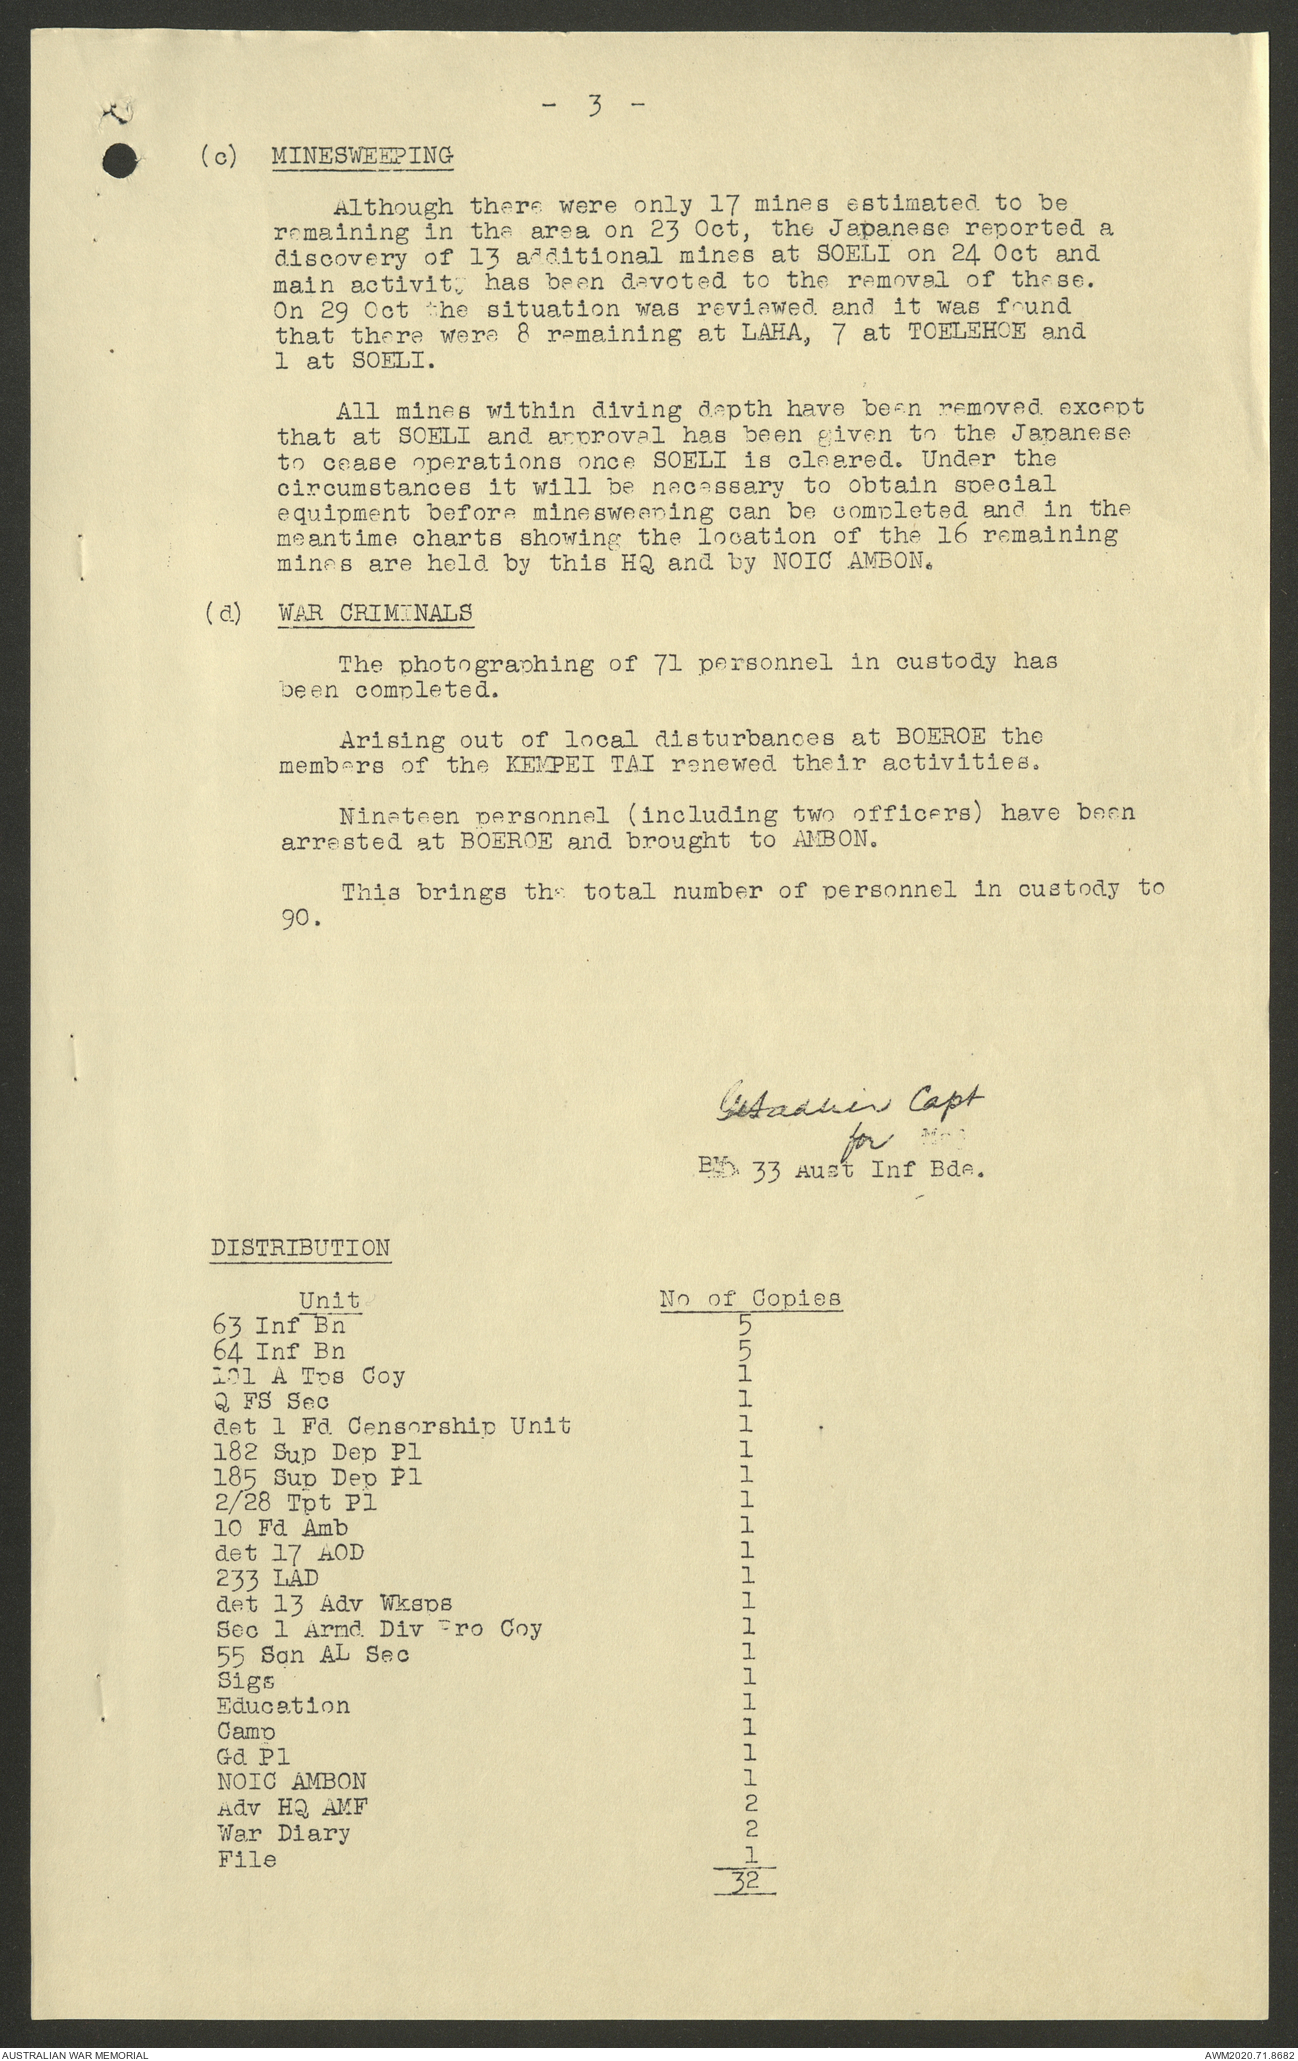 - 3 -
(c) MINESWEEPING
Although there were only 17 mines estimated to be
remaining in the area on 23 Oct, the Japanese reported a
discovery of 13 additional mines at SOELI on 24 Oct and
main activity has been devoted to the removal of these.
On 29 Oct the situation was reviewed and it was found
that there were 8 remaining at LAHA, 7 at TOELEHOE and
1 at SOELI.
All mines within diving depth have been removed except
that at SOELI and approval has been given to the Japanese
to cease operations once SOELI is cleared. Under the
circumstances it will be necessary to obtain special
equipment before minesweeping can be completed and in the
meantime charts showing the location of the 16 remaining
mines are held by this HQ and by NOIC AMBON.
(d) WAR CRIMINALS
The photographing of 71 personnel in custody has
been completed.
Arising out of local disturbances at BOEROE the
members of the KEMPEI TAI renewed their activities.
Nineteen personnel (including two officers) have been
arrested at BOEROE and brought to AMBON.
This brings the total number of personnel in custody to
90.
Capt
for Maj
BM 33 Aust Inf Bde.
DISTRIBUTION
Unit No of Copies
63 Inf Bn 5
64 Inf Bn 5
101 A Tps Coy 1
Q FS Sec 1
det 1 Fd Censorship Unit 1
182 Sup Dep Pl 1
185 Sup Dep Pl 1
2/28 Tpt Pl 1
10 Fd Amb 1
det 17 AOD 1
233 LAD 1
det 13 Adv Wksps 1
Sec 1 Armd Div Pro Coy 1
55 Sqn AL Sec 1
Sigs 1
Education 1
Camp 1
Gd Pl 1
NOIC AMBON 1
Adv HQ AMF 2
War Diary 2
File 1
32
AUSTRALIAN WAR MEMORIAL AWM2020.71.8682